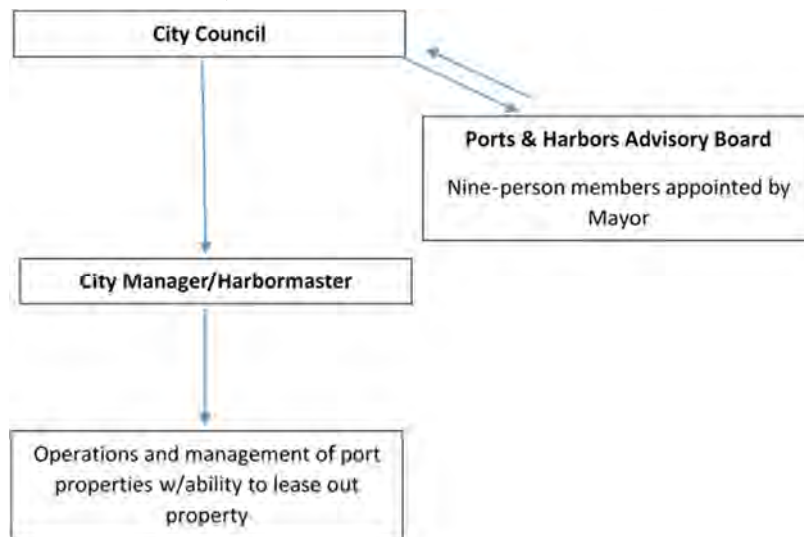 City Council
Ports & Harbors Advisory Board
Nine-person members appointed by
Mayor
City Manager/Harbormaster
Operations and management of port
properties w/ability to lease out
property